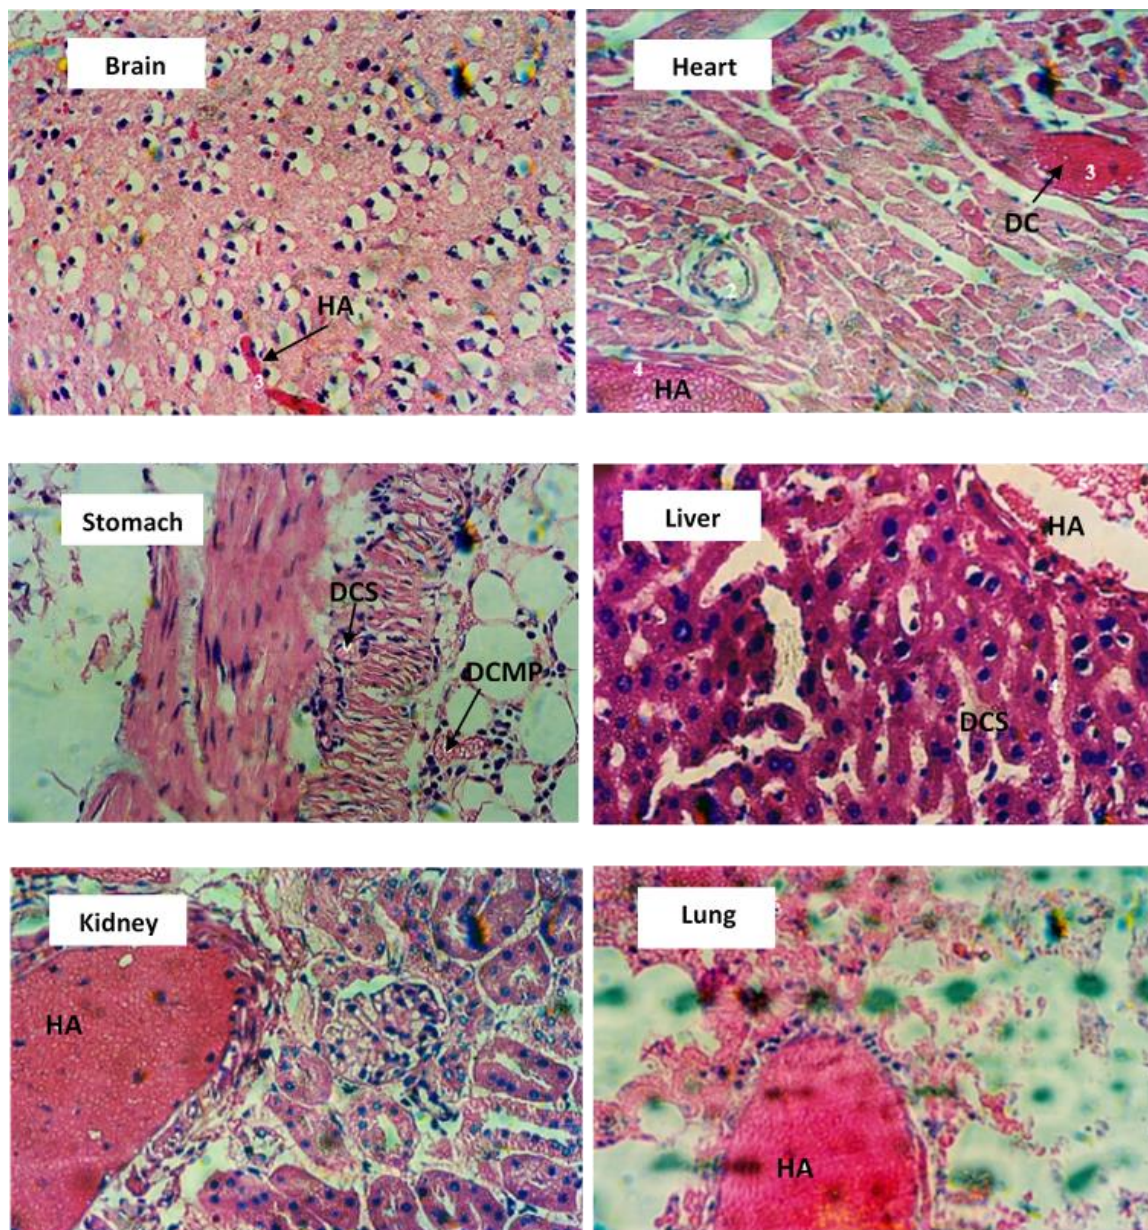 Brain
HA
3
Heart
3
DC
2
4
HA
Stomach
DCS
DCMP
Liver
HA
4
DCS
Kidney
HA
Lung
HA